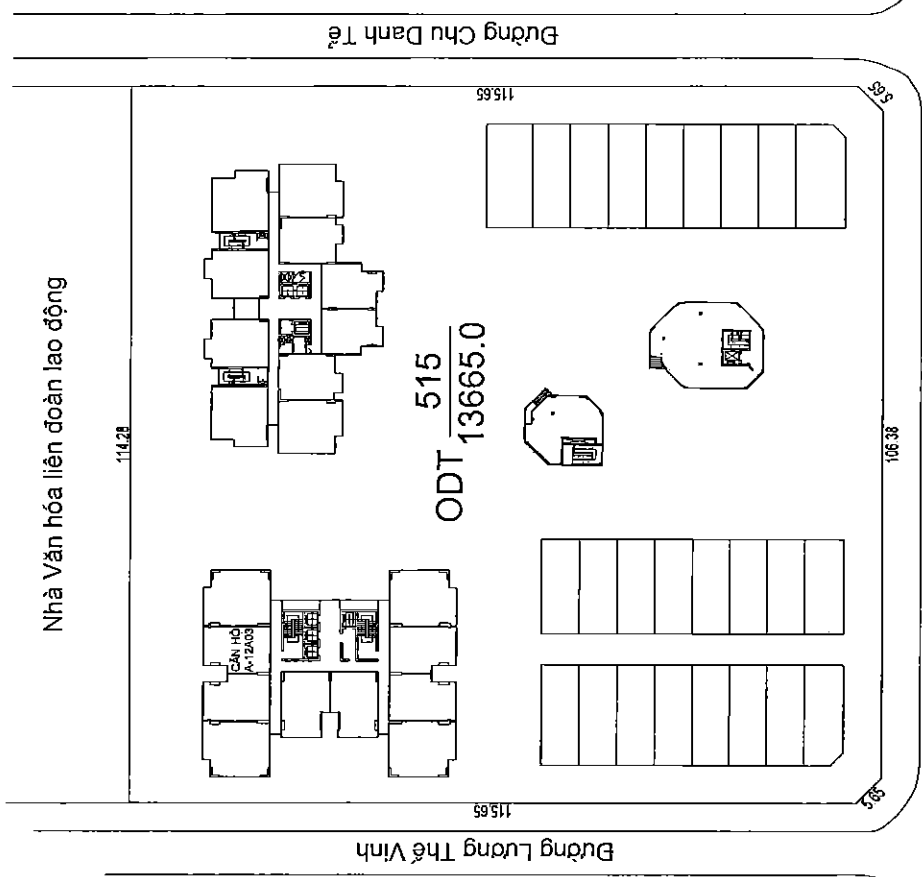 Đường Chu Danh Tể
115.65
5.65
Nhà Văn hóa liên đoàn lao động
114.28
ODT
515
13665.0
CĂN HỘ
A-12A03
106.38
5.65
115.65
Đường Lương Thế Vinh